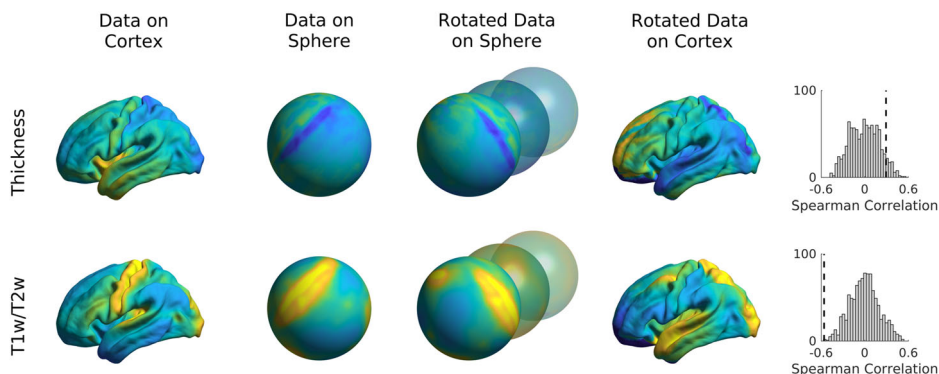 Data on
Cortex
Data on
Sphere
Rotated Data
on Sphere
Rotated Data
on Cortex
Thickness
100
0
-0.6 0 0.6
Spearman Correlation
T1w/T2w
100
0
-0.6 0 0.6
Spearman Correlation